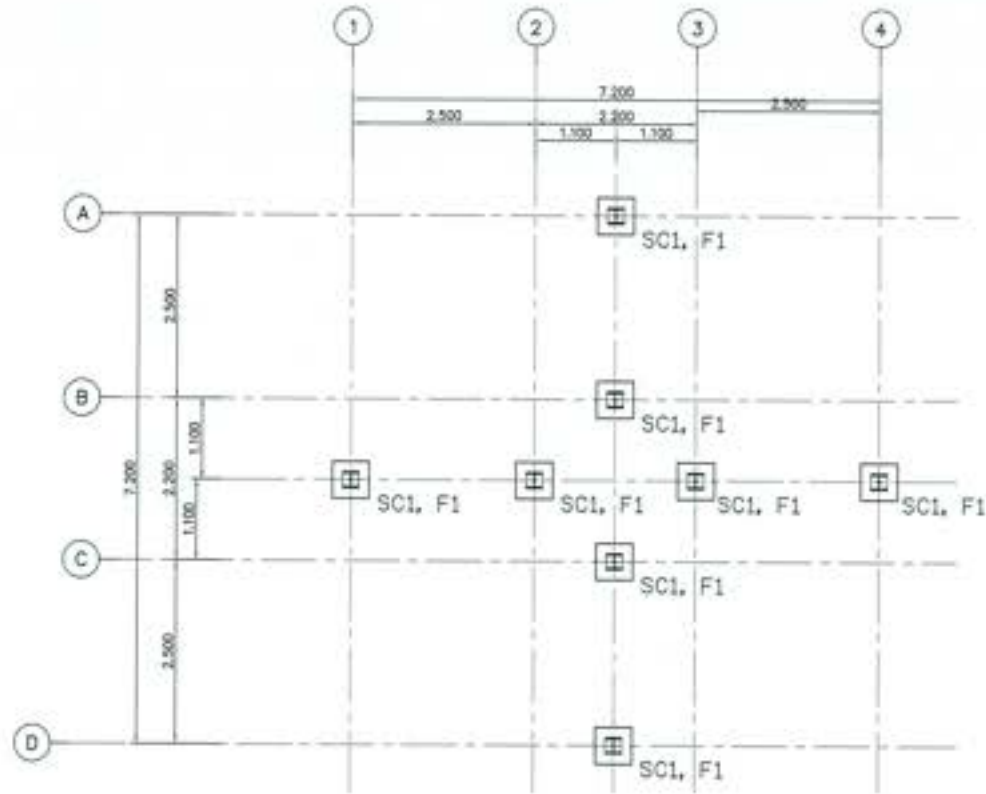 1 2 3 4
7.200
2.500 2.200 2.500
1.100 1.100
A
SC1, F1
2.500
B
SC1, F1
1.100
7.200 2.200
SC1, F1 SC1, F1 SC1, F1 SC1, F1
1.100
C
SC1, F1
2.500
D
SC1, F1